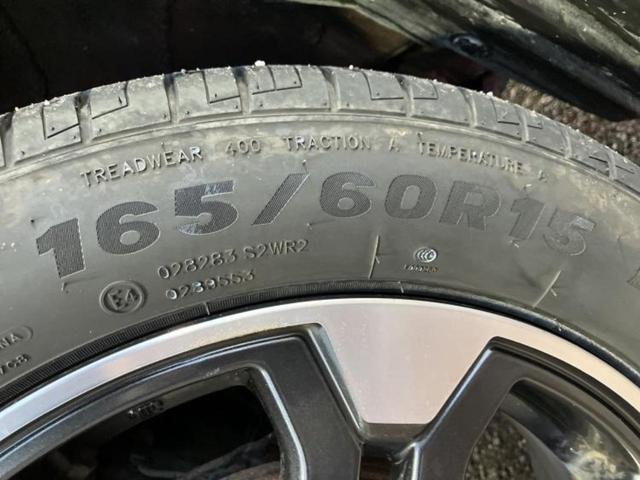 TREADWEAR 400 TRACTION A TEMPERATURE A
165/60R15
028283 S2WR2
0289553
E4